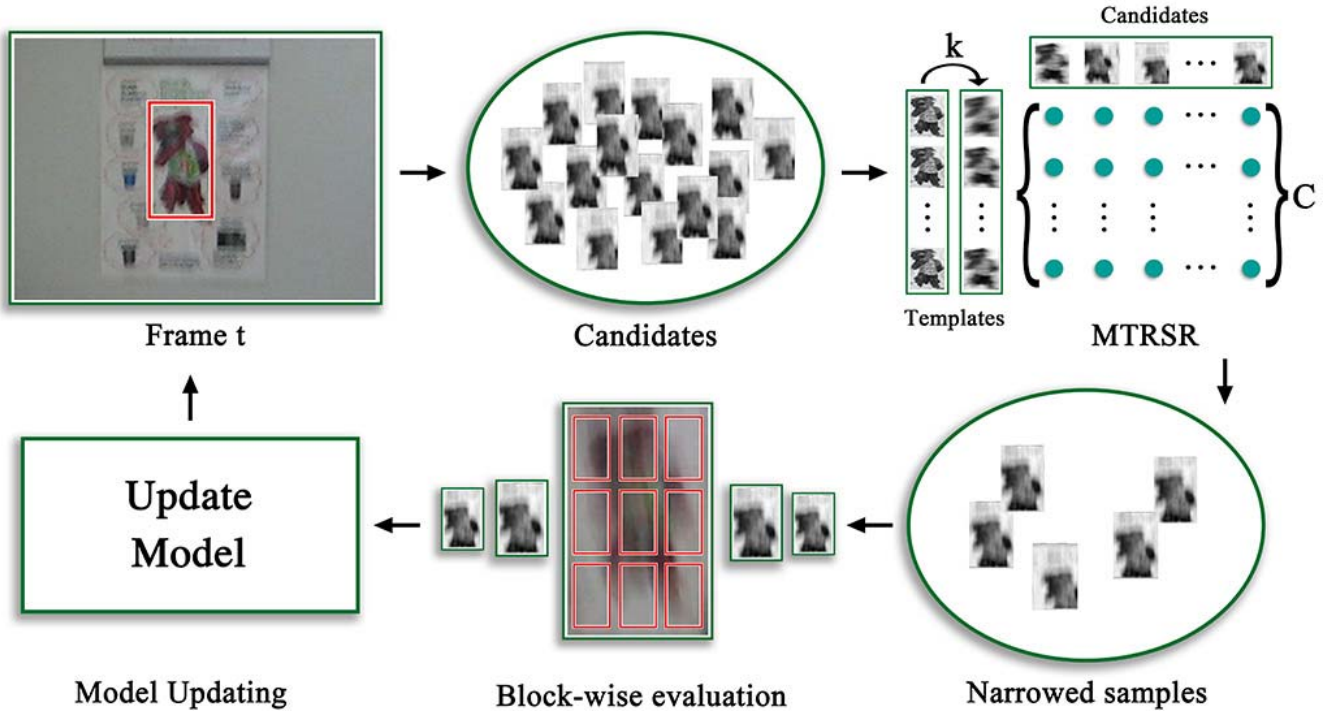 Candidates
k
C
Templates
Frame t
Candidates
MTRSR
Update
Model
Model Updating
Block-wise evaluation
Narrowed samples